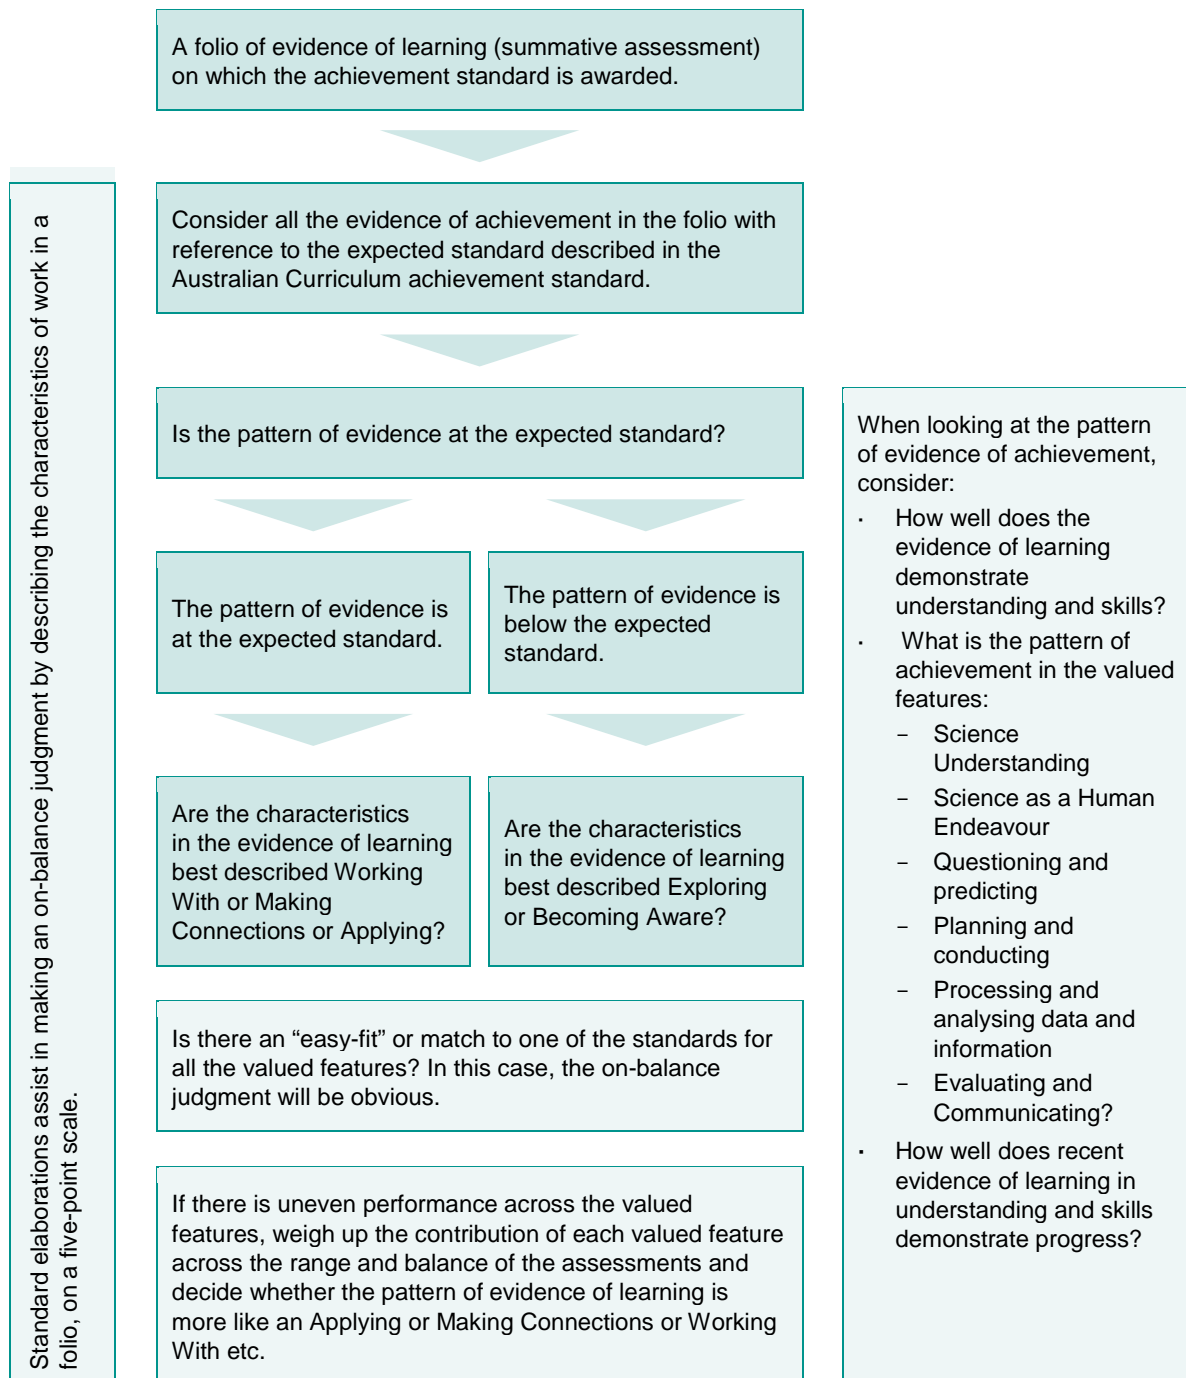 A folio of evidence of learning (summative assessment)
on which the achievement standard is awarded.
Standard elaborations assist in making an on-balance judgment by describing the characteristics of work in a
folio, on a five-point scale.
Consider all the evidence of achievement in the folio with
reference to the expected standard described in the
Australian Curriculum achievement standard.
Is the pattern of evidence at the expected standard?
The pattern of evidence is
at the expected standard.
The pattern of evidence is
below the expected
standard.
Are the characteristics
in the evidence of learning
best described Working
With or Making
Connections or Applying?
Are the characteristics
in the evidence of learning
best described Exploring
or Becoming Aware?
Is there an “easy-fit” or match to one of the standards for
all the valued features? In this case, the on-balance
judgment will be obvious.
If there is uneven performance across the valued
features, weigh up the contribution of each valued feature
across the range and balance of the assessments and
decide whether the pattern of evidence of learning is
more like an Applying or Making Connections or Working
With etc.
When looking at the pattern
of evidence of achievement,
consider:
· How well does the
evidence of learning
demonstrate
understanding and skills?
· What is the pattern of
achievement in the valued
features:
– Science
Understanding
– Science as a Human
Endeavour
– Questioning and
predicting
– Planning and
conducting
– Processing and
analysing data and
information
– Evaluating and
Communicating?
· How well does recent
evidence of learning in
understanding and skills
demonstrate progress?